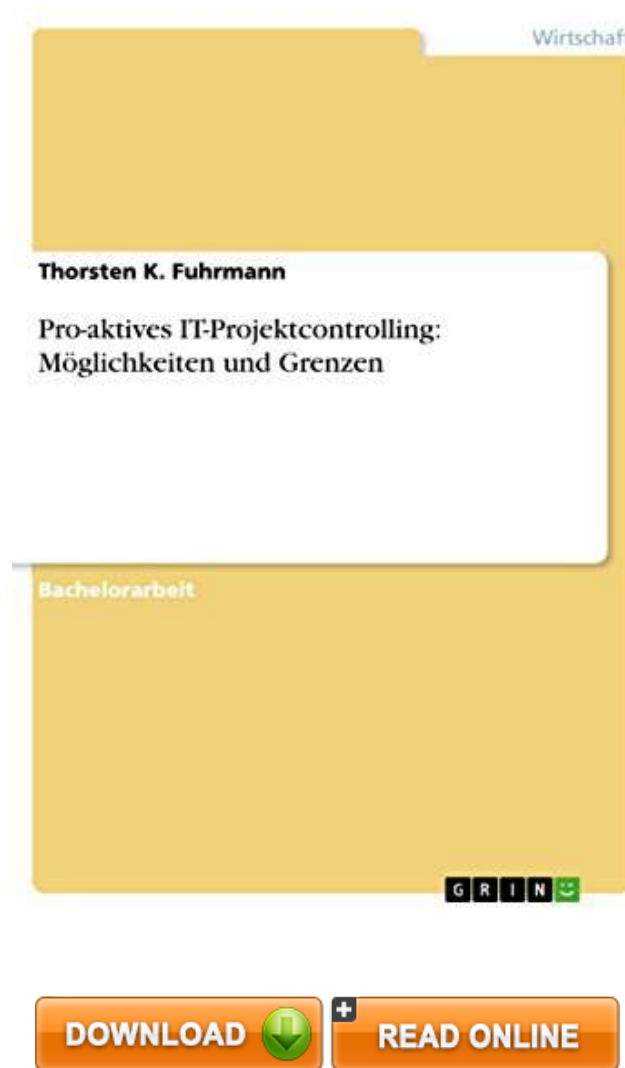 Wirtschaf
Thorsten K. Fuhrmann
Pro-aktives IT-Projektcontrolling:
Möglichkeiten und Grenzen
Bachelorarbeit
GRIN
DOWNLOAD
READ ONLINE